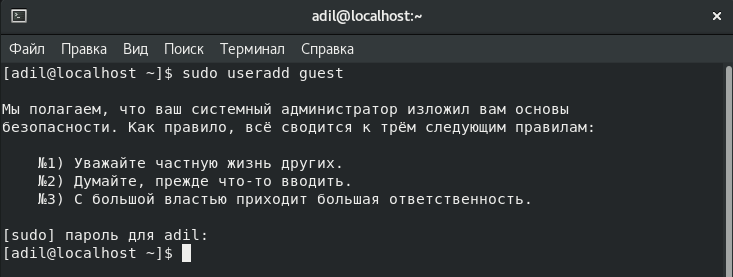 adil@localhost:~
Файл Правка Вид Поиск Терминал Справка
[adil@localhost ~]$ sudo useradd guest
Мы полагаем, что ваш системный администратор изложил вам основы
безопасности. Как правило, всё сводится к трём следующим правилам:
№1) Уважайте частную жизнь других.
№2) Думайте, прежде что-то вводить.
№3) С большой властью приходит большая ответственность.
[sudo] пароль для adil:
[adil@localhost ~]$